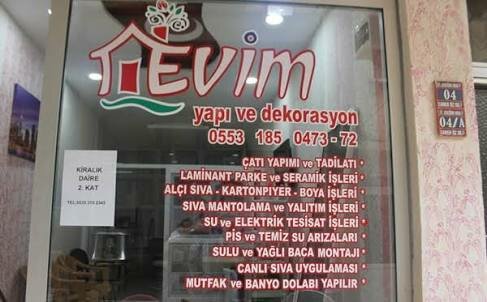 EVİM
yapı ve dekorasyon
0553 185 0473-72
ÇATI YAPIMI ve TADİLATI
LAMİNANT PARKE ve SERAMİK İŞLERİ
ALÇI SIVA - KARTONPİYER - BOYA İŞLERİ
SIVA MANTOLAMA ve YALITIM İŞLERİ
SU ve ELEKTRİK TESİSAT İŞLERİ
PİS ve TEMİZ SU ARIZALARI
SULU ve YAĞLI BACA MONTAJI
CANLI SIVA UYGULAMASI
MUTFAK ve BANYO DOLABI YAPILIR
KİRALIK
DAİRE
2. KAT
04
04/A